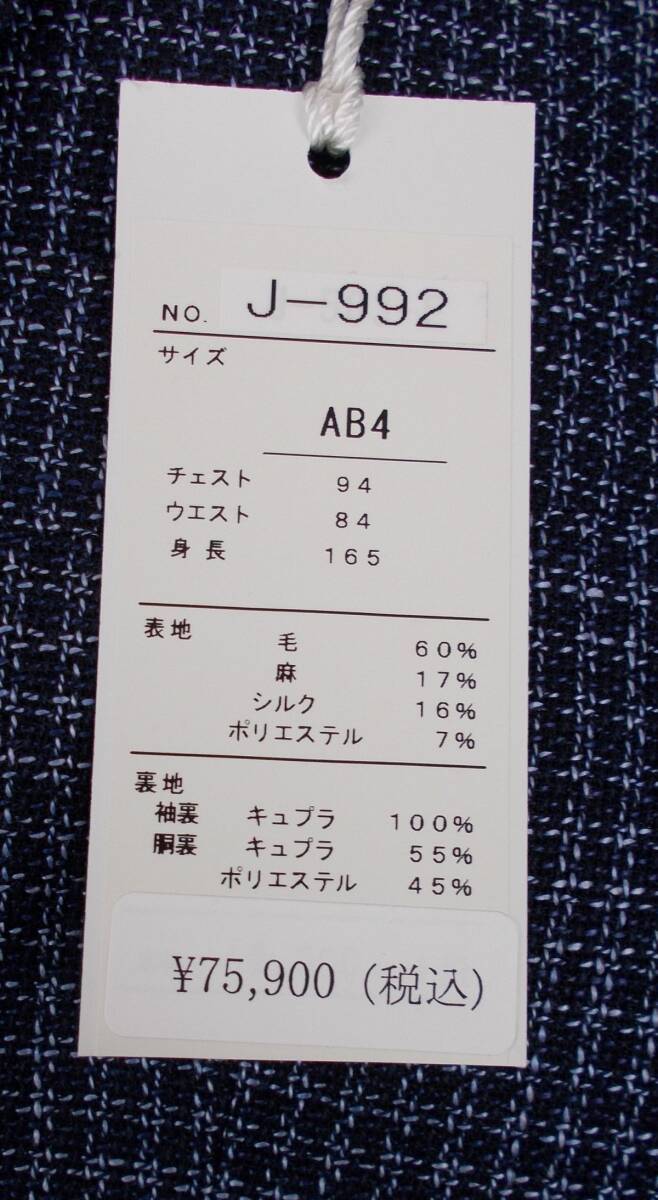 NO. J-992
サイズ
AB4
チェスト 94
ウエスト 84
身長 165
表地 毛 60%
麻 17%
シルク 16%
ポリエステル 7%
裏地
袖裏 キュプラ 100%
胴裏 キュプラ 55%
ポリエステル 45%
¥75,900 (税込)